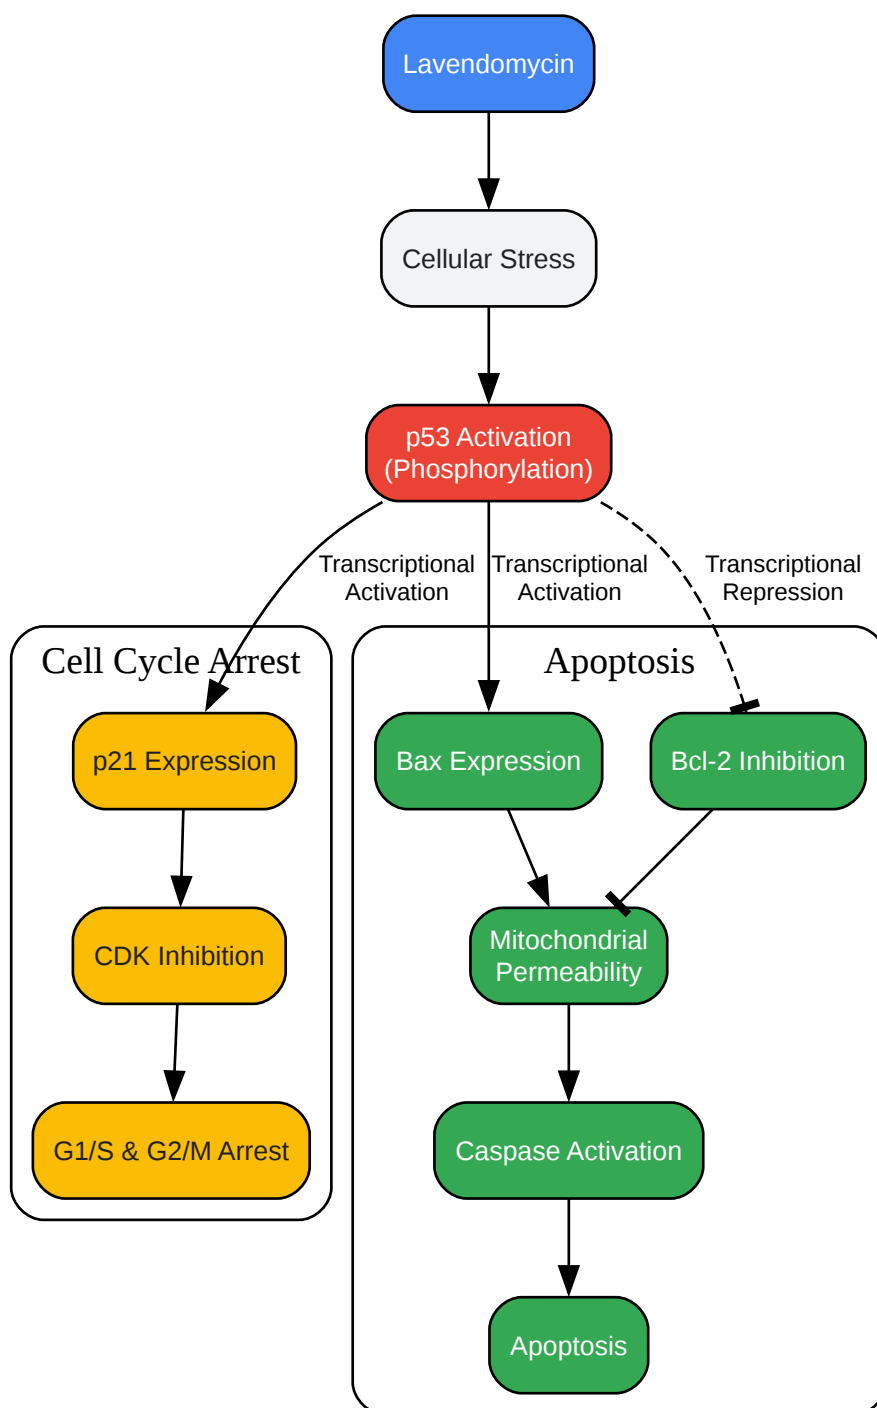 Lavendomycin
Cellular Stress
p53 Activation
(Phosphorylation)
Transcriptional
Activation
Transcriptional
Activation
Transcriptional
Repression
Cell Cycle Arrest
Apoptosis
p21 Expression
Bax Expression
Bcl-2 Inhibition
CDK Inhibition
Mitochondrial
Permeability
G1/S & G2/M Arrest
Caspase Activation
Apoptosis